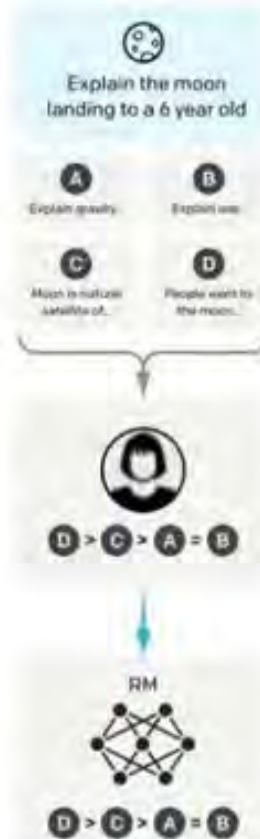 Explain the moon
landing to a 6 year old
A
B
Explain gravity...
Explain war...
C
D
Moon is natural
satellite of...
People went to
the moon...
D > C > A = B
RM
D > C > A = B